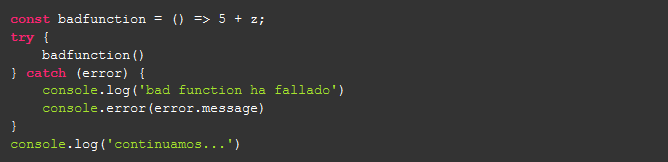 const badfunction = () => 5 + z;
try {
    badfunction()
} catch (error) {
    console.log('bad function ha fallado')
    console.error(error.message)
}
console.log('continuamos...')